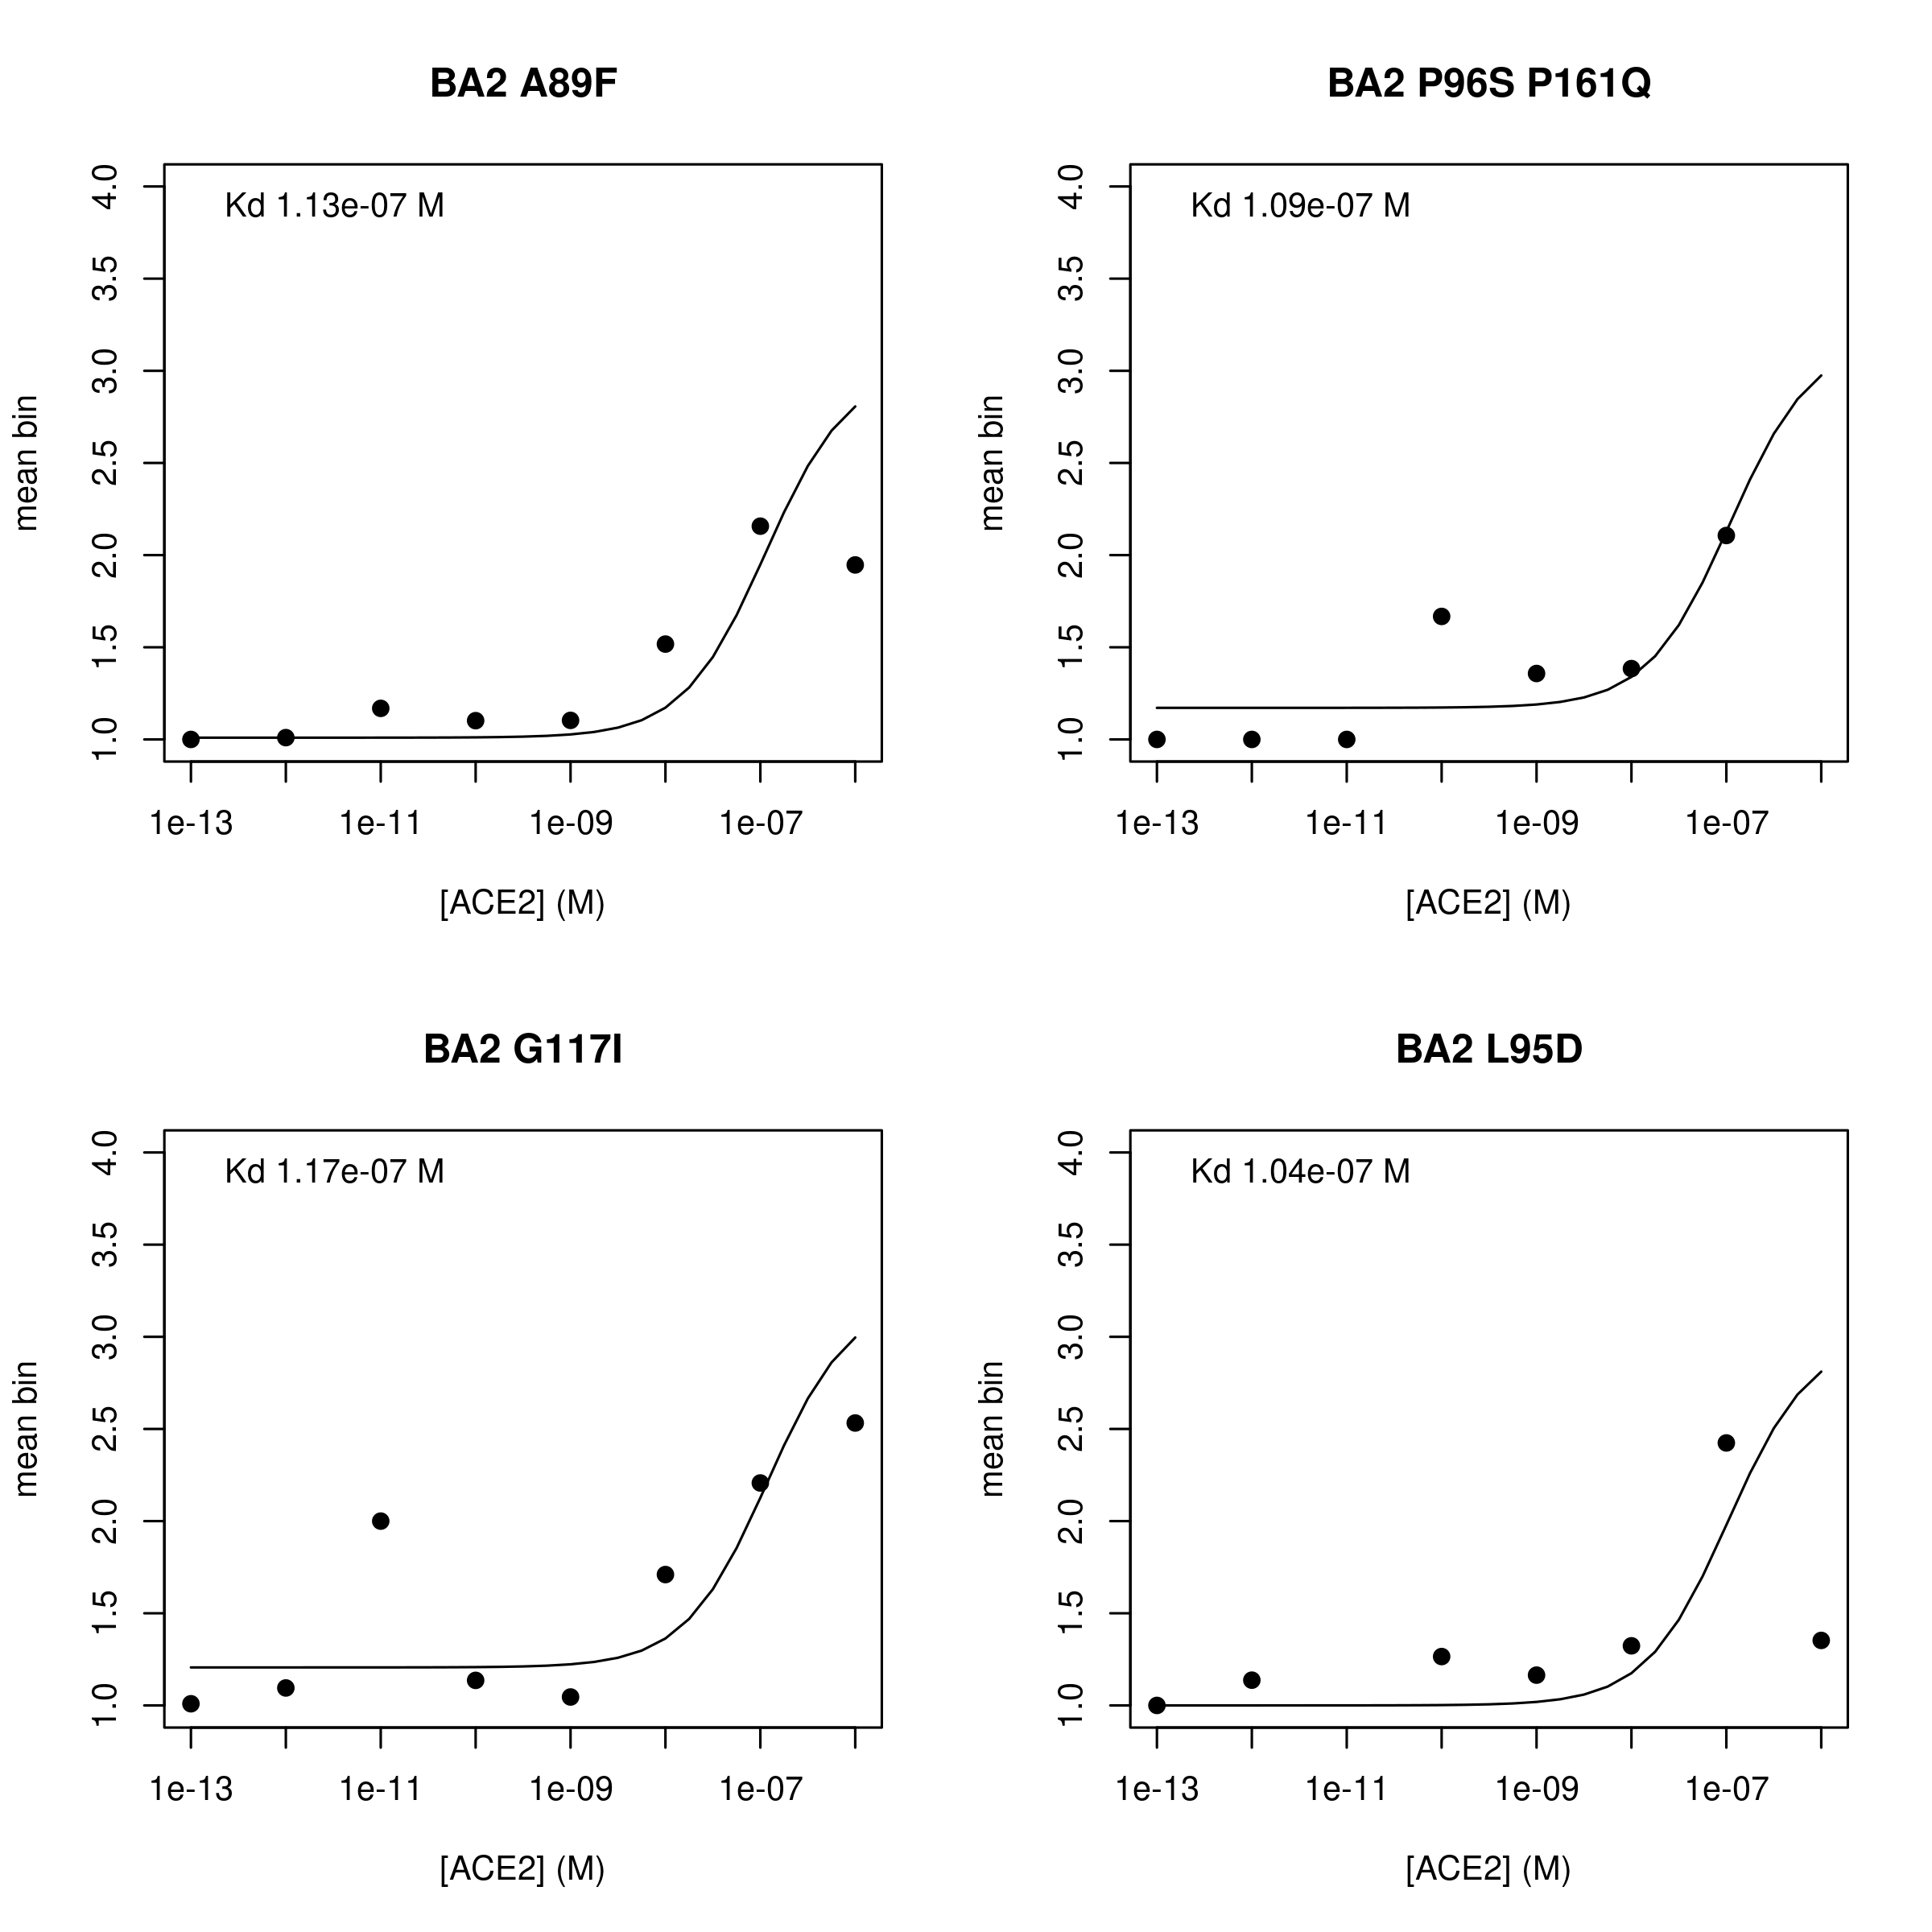 BA2 A89F
Kd 1.13e-07 M
mean bin
4.0
3.5
3.0
2.5
2.0
1.5
1.0
1e-13 1e-11 1e-09 1e-07
[ACE2] (M)
BA2 P96S P161Q
Kd 1.09e-07 M
mean bin
4.0
3.5
3.0
2.5
2.0
1.5
1.0
1e-13 1e-11 1e-09 1e-07
[ACE2] (M)
BA2 G117I
Kd 1.17e-07 M
mean bin
4.0
3.5
3.0
2.5
2.0
1.5
1.0
1e-13 1e-11 1e-09 1e-07
[ACE2] (M)
BA2 L95D
Kd 1.04e-07 M
mean bin
4.0
3.5
3.0
2.5
2.0
1.5
1.0
1e-13 1e-11 1e-09 1e-07
[ACE2] (M)